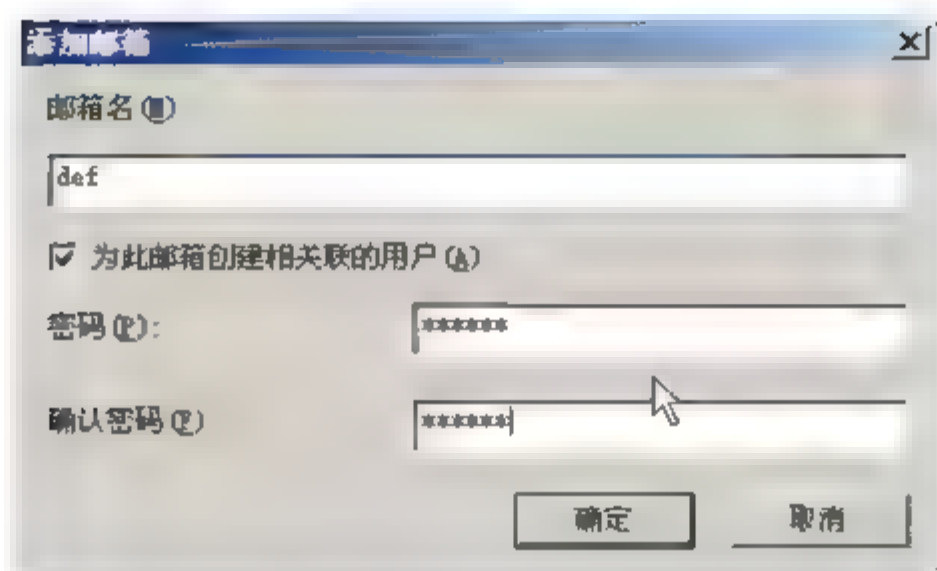 添加邮箱
邮箱名(M)
def
为此邮箱创建相关联的用户(A)
密码(P):
******
确认密码(P)
******
确定 取消